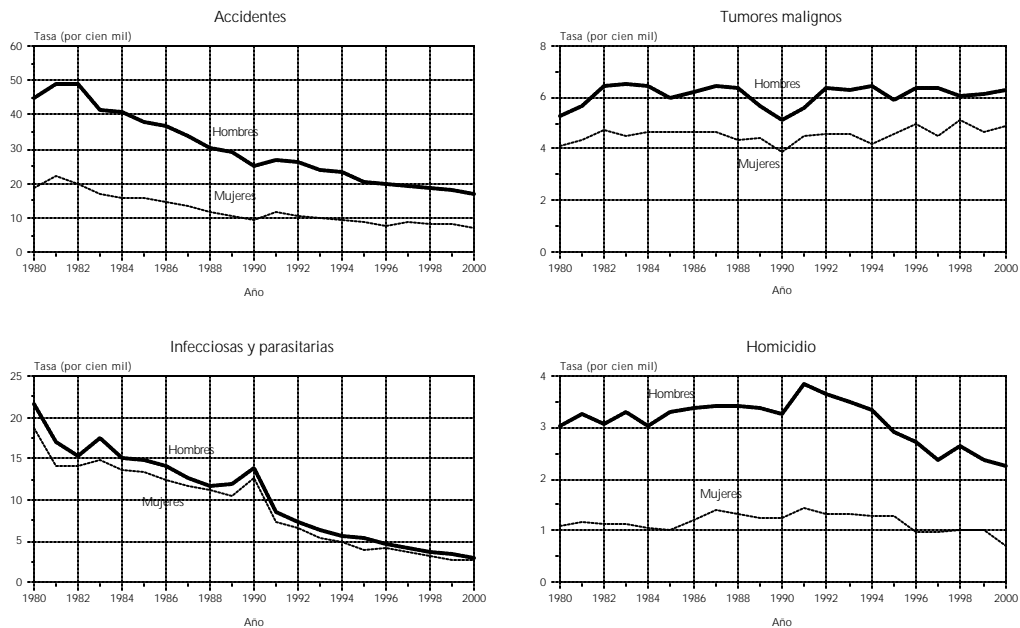 Accidentes
Tasa (por cien mil)
60
50
40
30
20
10
0
Hombres
Mujeres
1980 1982 1984 1986 1988 1990 1992 1994 1996 1998 2000
Año
Tumores malignos
Tasa (por cien mil)
8
6
4
2
0
Hombres
Mujeres
1980 1982 1984 1986 1988 1990 1992 1994 1996 1998 2000
Año
Infecciosas y parasitarias
Tasa (por cien mil)
25
20
15
10
5
0
Hombres
Mujeres
1980 1982 1984 1986 1988 1990 1992 1994 1996 1998 2000
Año
Homicidio
Tasa (por cien mil)
4
3
2
1
0
Hombres
Mujeres
1980 1982 1984 1986 1988 1990 1992 1994 1996 1998 2000
Año